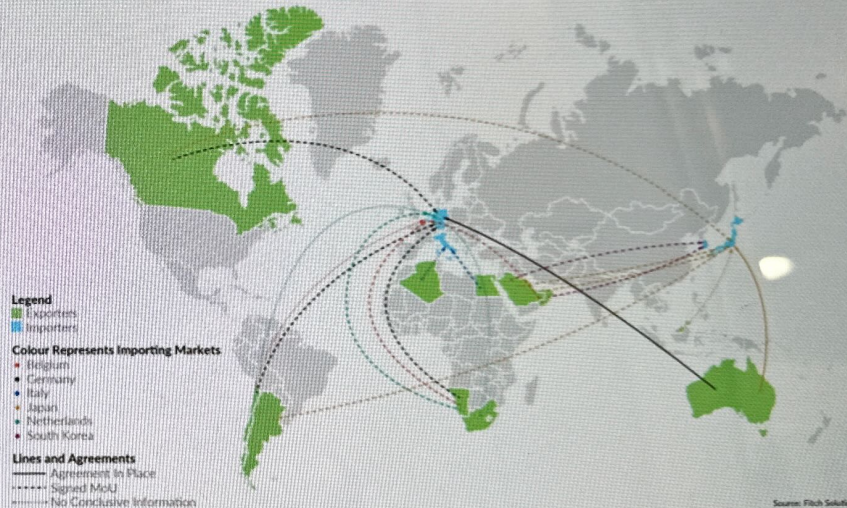 Legend
Exporters
Importers
Colour Represents Importing Markets
Belgium
Germany
Italy
Japan
Netherlands
South Korea
Lines and Agreements
Agreement In Place
Signed MoU
No Conclusive Information
Source: Fitch Soluti